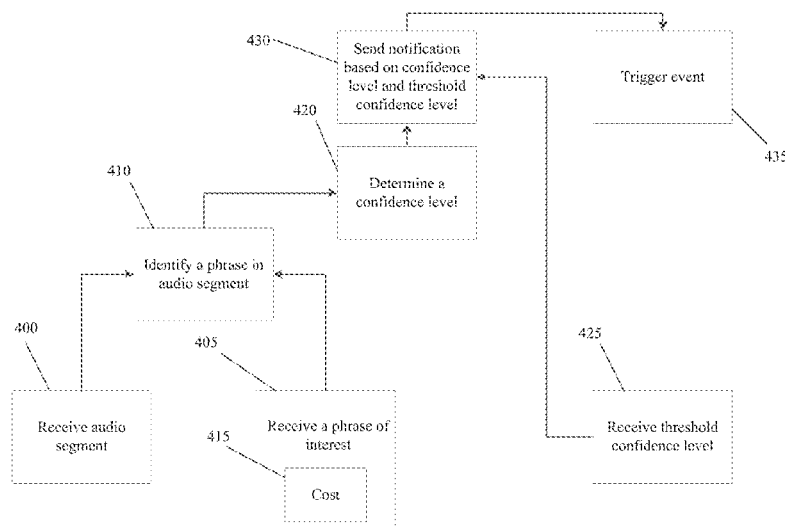 430
Send notification
based on confidence
level and threshold
confidence level
Trigger event
435
420
Determine a
confidence level
410
Identify a phrase in
audio segment
400
Receive audio
segment
405
Receive a phrase of
interest
415
Cost
425
Receive threshold
confidence level